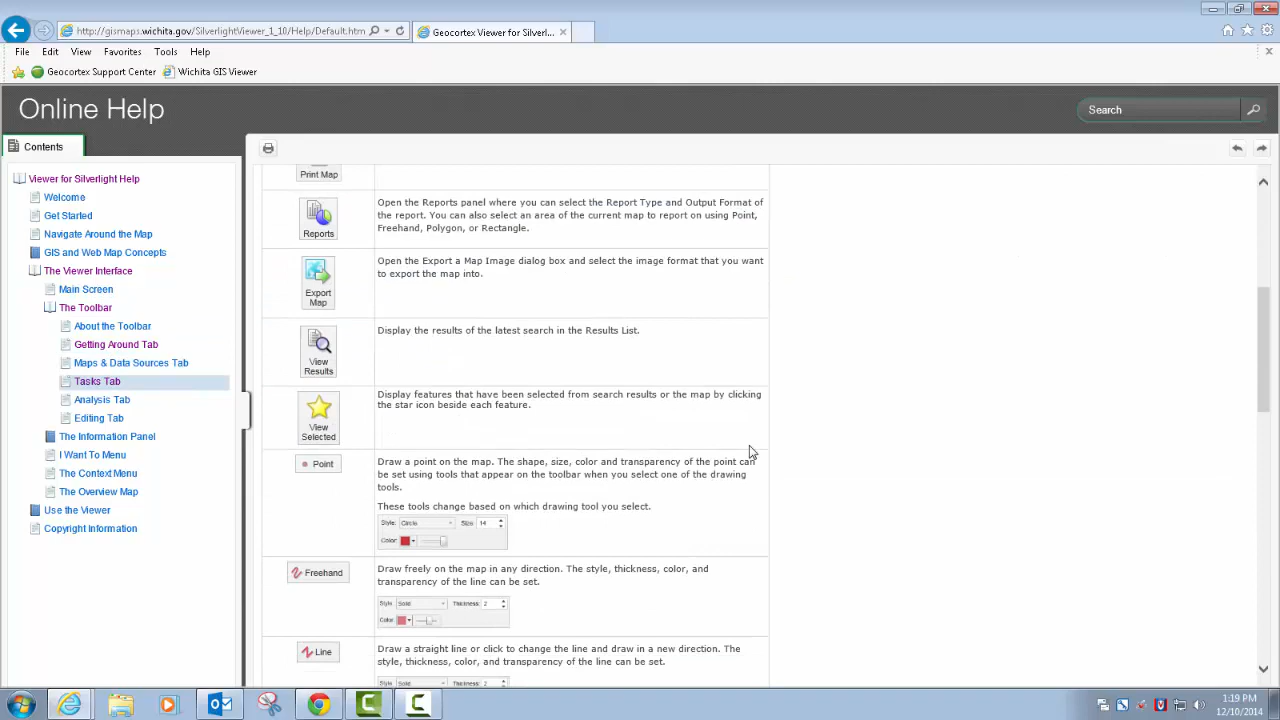 http://gismaps.wichita.gov/SilverlightViewer_1_10/Help/Default.htm
Geocortex Viewer for Silverl...
File Edit View Favorites Tools Help
Geocortex Support Center Wichita GIS Viewer
Online Help
Search
Contents
Viewer for Silverlight Help
Welcome
Get Started
Navigate Around the Map
GIS and Web Map Concepts
The Viewer Interface
Main Screen
The Toolbar
About the Toolbar
Getting Around Tab
Maps & Data Sources Tab
Tasks Tab
Analysis Tab
Editing Tab
The Information Panel
I Want To Menu
The Context Menu
The Overview Map
Use the Viewer
Copyright Information
Print Map
Reports
Open the Reports panel where you can select the Report Type and Output Format of
the report. You can also select an area of the current map to report on using Point,
Freehand, Polygon, or Rectangle.
Export
Map
Open the Export a Map Image dialog box and select the image format that you want
to export the map into.
View
Results
Display the results of the latest search in the Results List.
View
Selected
Display features that have been selected from search results or the map by clicking
the star icon beside each feature.
Point
Draw a point on the map. The shape, size, color and transparency of the point can
be set using tools that appear on the toolbar when you select one of the drawing
tools.
These tools change based on which drawing tool you select.
Style: Circle Size 14
Color:
Freehand
Draw freely on the map in any direction. The style, thickness, color, and
transparency of the line can be set.
Style: Solid Thickness: 2
Color:
Line
Draw a straight line or click to change the line and draw in a new direction. The
style, thickness, color, and transparency of the line can be set.
Style: Solid Thickness: 2
1:19 PM
12/10/2014